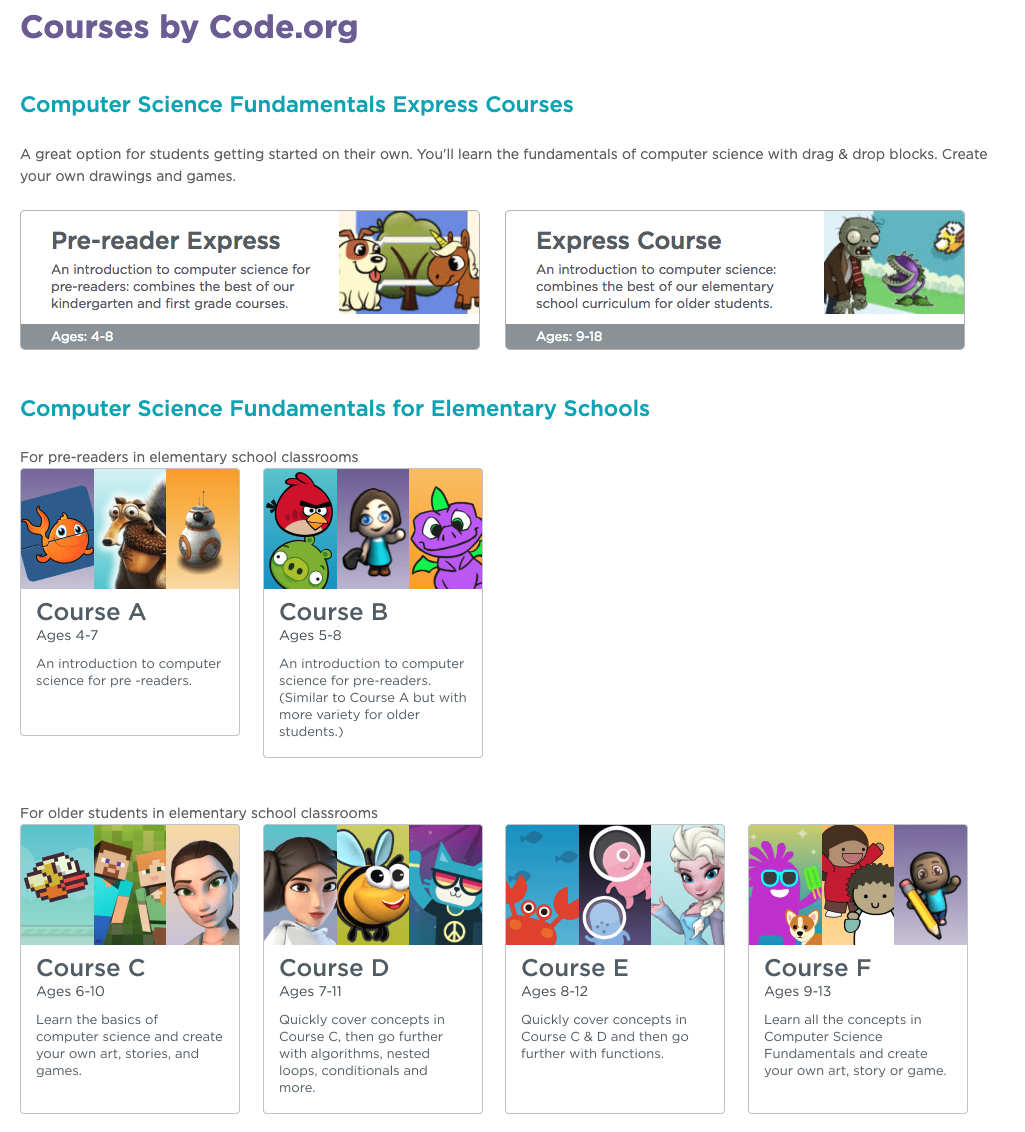 Courses by Code.org
Computer Science Fundamentals Express Courses
A great option for students getting started on their own. You'll learn the fundamentals of computer science with drag & drop blocks. Create
your own drawings and games.
Pre-reader Express
An introduction to computer science for
pre-readers: combines the best of our
kindergarten and first grade courses.
Ages: 4-8
Express Course
An introduction to computer science:
combines the best of our elementary
school curriculum for older students.
Ages: 9-18
Computer Science Fundamentals for Elementary Schools
For pre-readers in elementary school classrooms
Course A
Ages 4-7
An introduction to computer
science for pre -readers.
Course B
Ages 5-8
An introduction to computer
science for pre-readers.
(Similar to Course A but with
more variety for older
students.)
For older students in elementary school classrooms
Course C
Ages 6-10
Learn the basics of
computer science and create
your own art, stories, and
games.
Course D
Ages 7-11
Quickly cover concepts in
Course C, then go further
with algorithms, nested
loops, conditionals and
more.
Course E
Ages 8-12
Quickly cover concepts in
Course C & D and then go
further with functions.
Course F
Ages 9-13
Learn all the concepts in
Computer Science
Fundamentals and create
your own art, story or game.